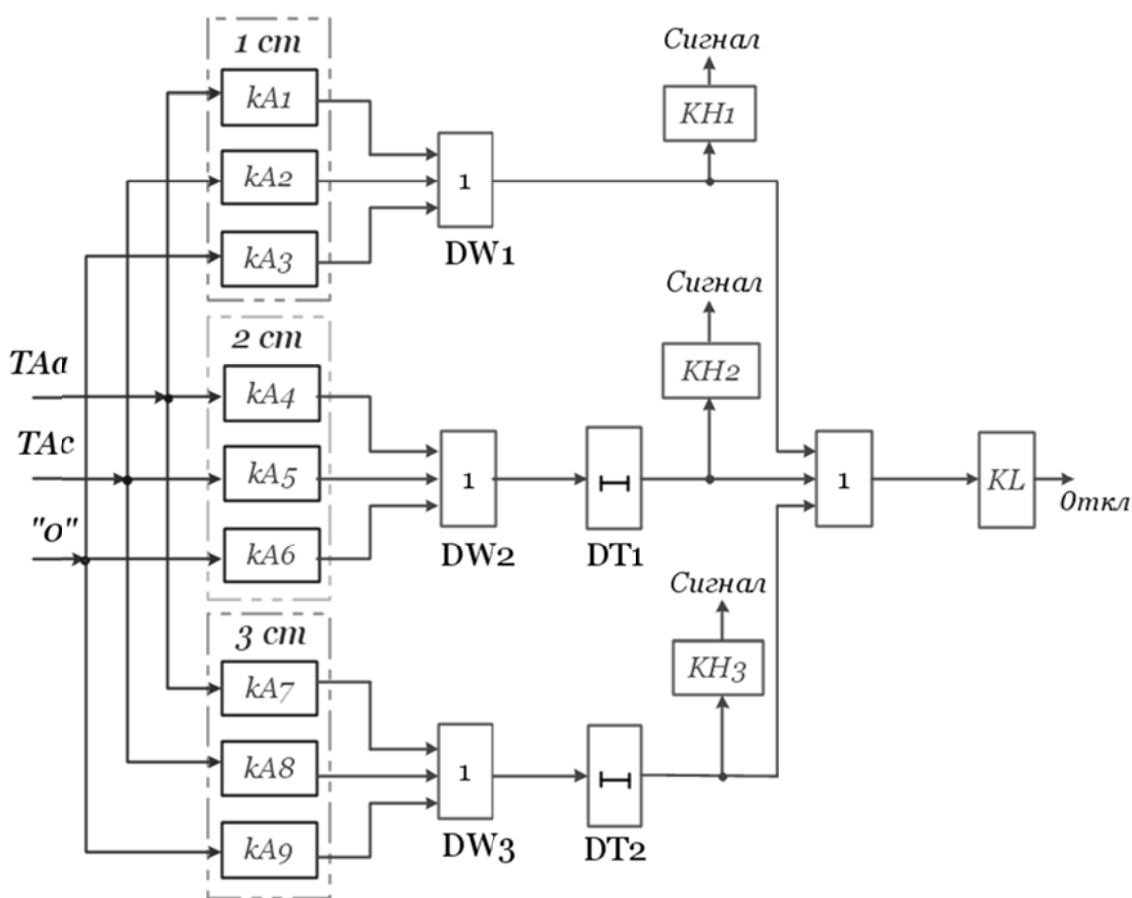 1 ст
kA1
kA2
kA3
DW1
1
KH1
Сигнал
TAa
TAc
"0"
2 ст
kA4
kA5
kA6
1
DW2
DT1
KH2
Сигнал
1
KL
Откл
3 ст
kA7
kA8
kA9
1
DW3
DT2
KH3
Сигнал